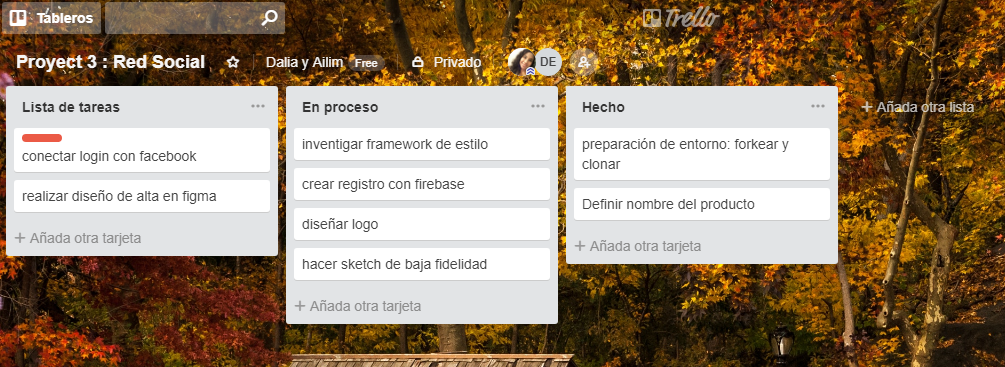 Tableros
Trello
Proyect 3 : Red Social
Dalia y Ailim Free
Privado
DE
Lista de tareas
conectar login con facebook
realizar diseño de alta en figma
+ Añada otra tarjeta
En proceso
inventigar framework de estilo
crear registro con firebase
diseñar logo
hacer sketch de baja fidelidad
+ Añada otra tarjeta
Hecho
preparación de entorno: forkear y
clonar
Definir nombre del producto
+ Añada otra tarjeta
+ Añada otra lista